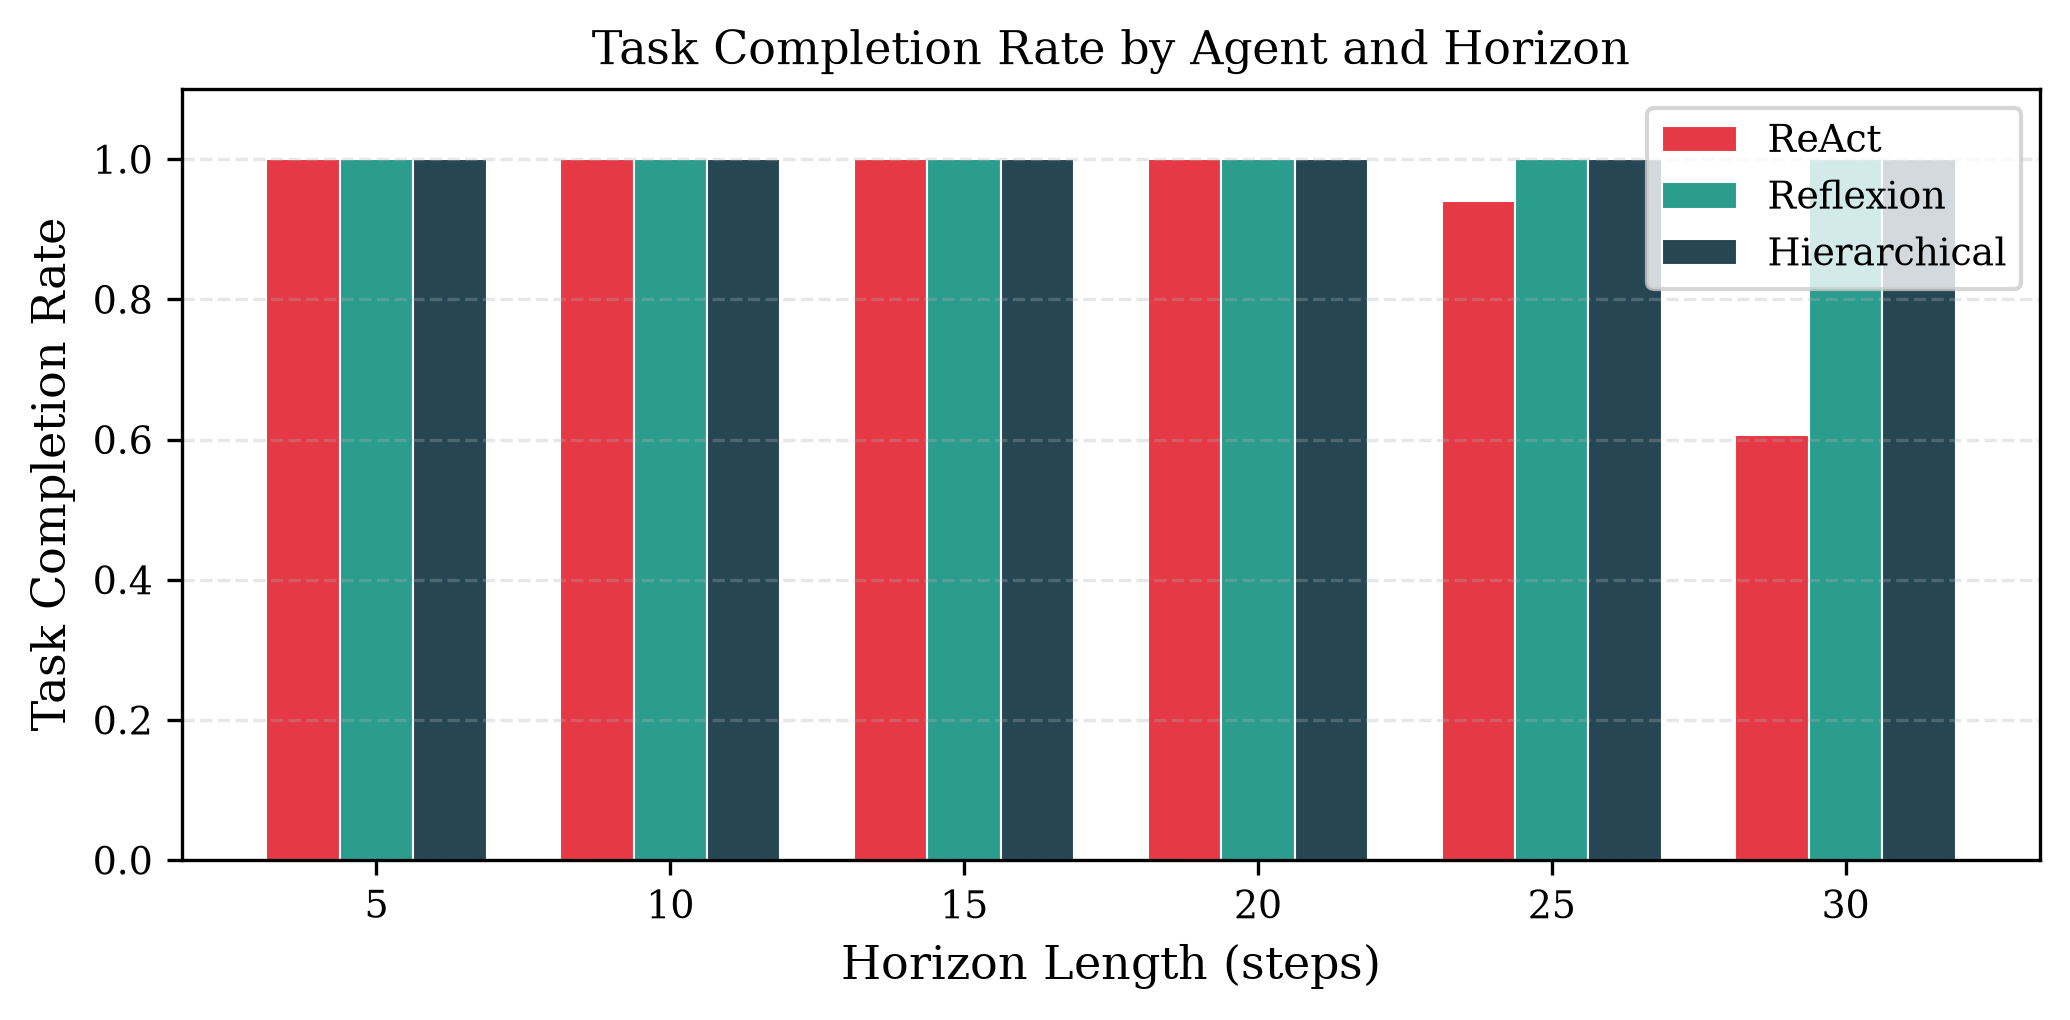 Task Completion Rate by Agent and Horizon
Task Completion Rate
1.0
0.8
0.6
0.4
0.2
0.0
ReAct
Reflexion
Hierarchical
5 10 15 20 25 30
Horizon Length (steps)